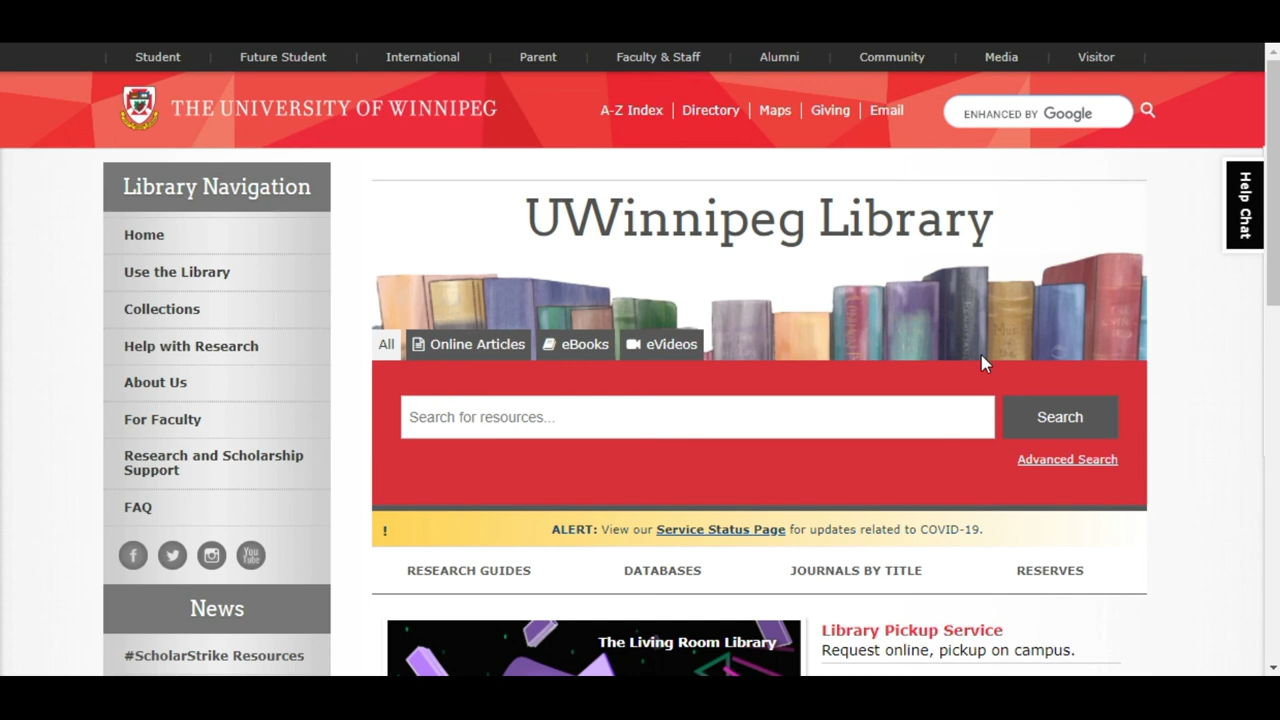 Student
Future Student
International
Parent
Faculty & Staff
Alumni
Community
Media
Visitor
THE UNIVERSITY OF WINNIPEG
A-Z Index
Directory
Maps
Giving
Email
ENHANCED BY Google
Help Chat
Library Navigation
Home
Use the Library
Collections
Help with Research
About Us
For Faculty
Research and Scholarship
Support
FAQ
You
Tube
News
#ScholarStrike Resources
UWinnipeg Library
All
Online Articles
eBooks
eVideos
Search for resources...
Search
Advanced Search
! ALERT: View our Service Status Page for updates related to COVID-19.
RESEARCH GUIDES
DATABASES
JOURNALS BY TITLE
RESERVES
The Living Room Library
Library Pickup Service
Request online, pickup on campus.